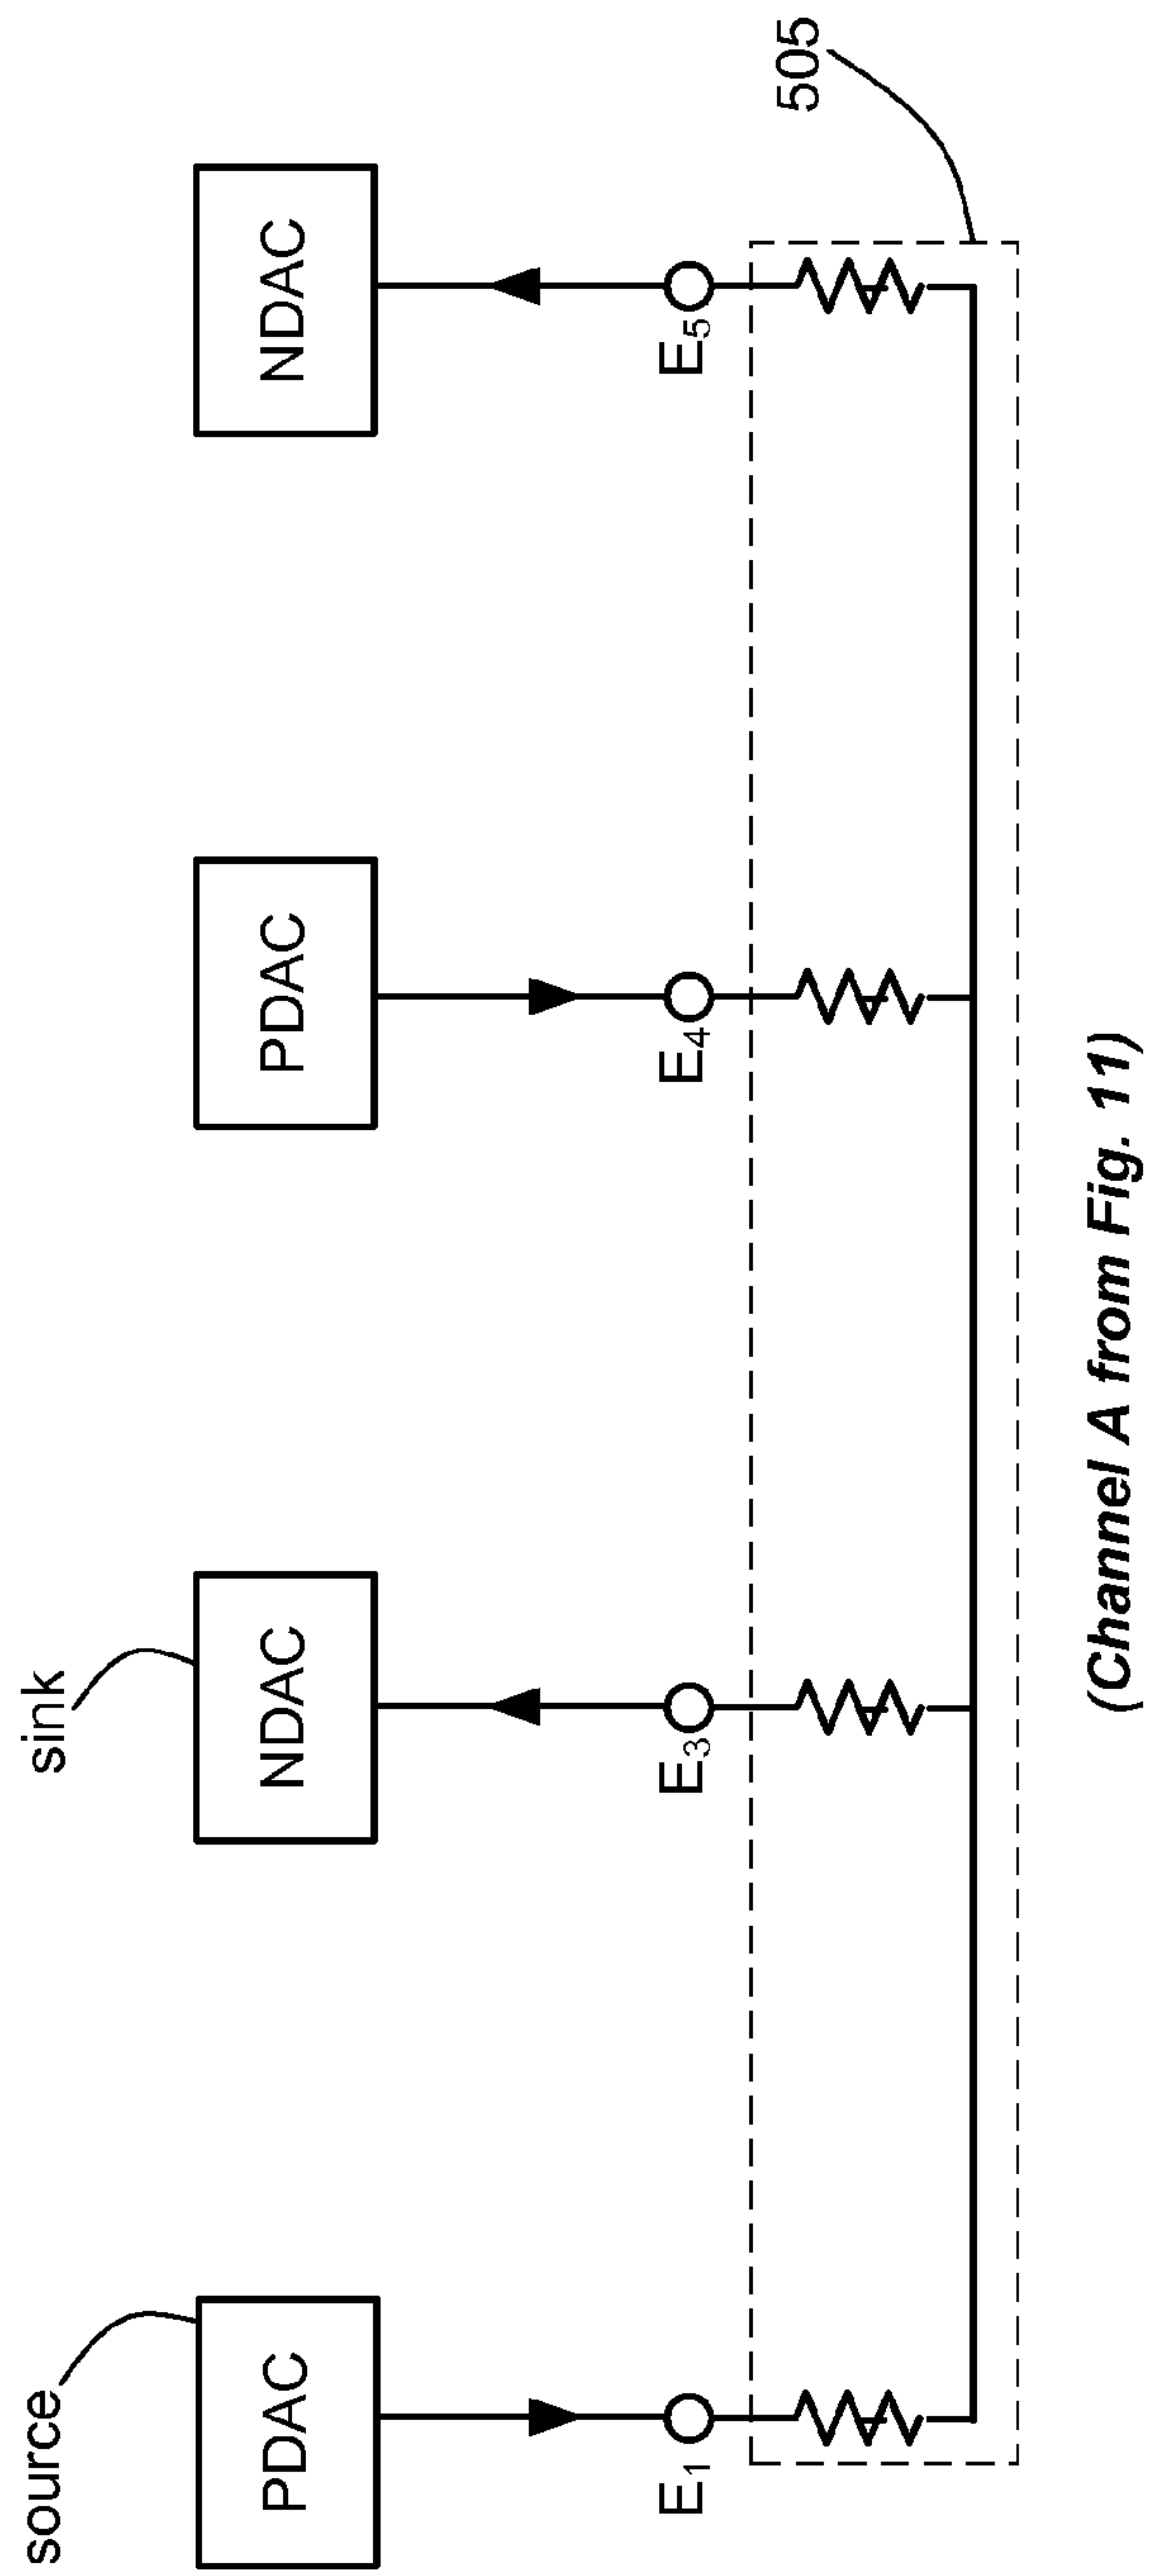 source
sink
PDAC
NDAC
PDAC
NDAC
E1
E3
E4
E5
505
(Channel A from Fig. 11)